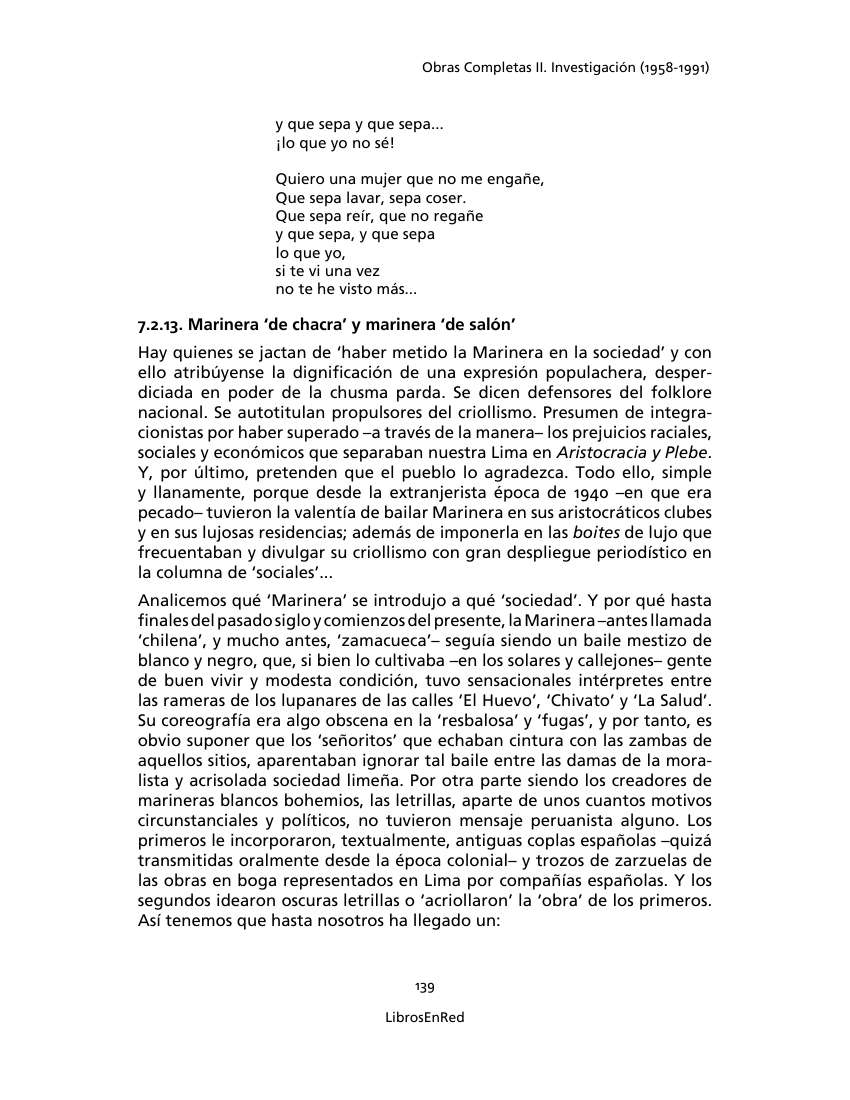 Obras Completas II. Investigación (1958-1991)
y que sepa y que sepa...
¡lo que yo no sé!
Quiero una mujer que no me engañe,
Que sepa lavar, sepa coser.
Que sepa reír, que no regañe
y que sepa, y que sepa
lo que yo,
si te vi una vez
no te he visto más...
7.2.13. Marinera ‘de chacra’ y marinera ‘de salón’
Hay quienes se jactan de ‘haber metido la Marinera en la sociedad’ y con
ello atribúyense la dignificación de una expresión populachera, desper-
diciada en poder de la chusma parda. Se dicen defensores del folklore
nacional. Se autotitulan propulsores del criollismo. Presumen de integra-
cionistas por haber superado –a través de la manera– los prejuicios raciales,
sociales y económicos que separaban nuestra Lima en Aristocracia y Plebe.
Y, por último, pretenden que el pueblo lo agradezca. Todo ello, simple
y llanamente, porque desde la extranjerista época de 1940 –en que era
pecado– tuvieron la valentía de bailar Marinera en sus aristocráticos clubes
y en sus lujosas residencias; además de imponerla en las boites de lujo que
frecuentaban y divulgar su criollismo con gran despliegue periodístico en
la columna de ‘sociales’...
Analicemos qué ‘Marinera’ se introdujo a qué ‘sociedad’. Y por qué hasta
finales del pasado siglo y comienzos del presente, la Marinera –antes llamada
‘chilena’, y mucho antes, ‘zamacueca’– seguía siendo un baile mestizo de
blanco y negro, que, si bien lo cultivaba –en los solares y callejones– gente
de buen vivir y modesta condición, tuvo sensacionales intérpretes entre
las rameras de los lupanares de las calles ‘El Huevo’, ‘Chivato’ y ‘La Salud’.
Su coreografía era algo obscena en la ‘resbalosa’ y ‘fugas’, y por tanto, es
obvio suponer que los ‘señoritos’ que echaban cintura con las zambas de
aquellos sitios, aparentaban ignorar tal baile entre las damas de la mora-
lista y acrisolada sociedad limeña. Por otra parte siendo los creadores de
marineras blancos bohemios, las letrillas, aparte de unos cuantos motivos
circunstanciales y políticos, no tuvieron mensaje peruanista alguno. Los
primeros le incorporaron, textualmente, antiguas coplas españolas –quizá
transmitidas oralmente desde la época colonial– y trozos de zarzuelas de
las obras en boga representados en Lima por compañías españolas. Y los
segundos idearon oscuras letrillas o ‘acriollaron’ la ‘obra’ de los primeros.
Así tenemos que hasta nosotros ha llegado un:
139
LibrosEnRed